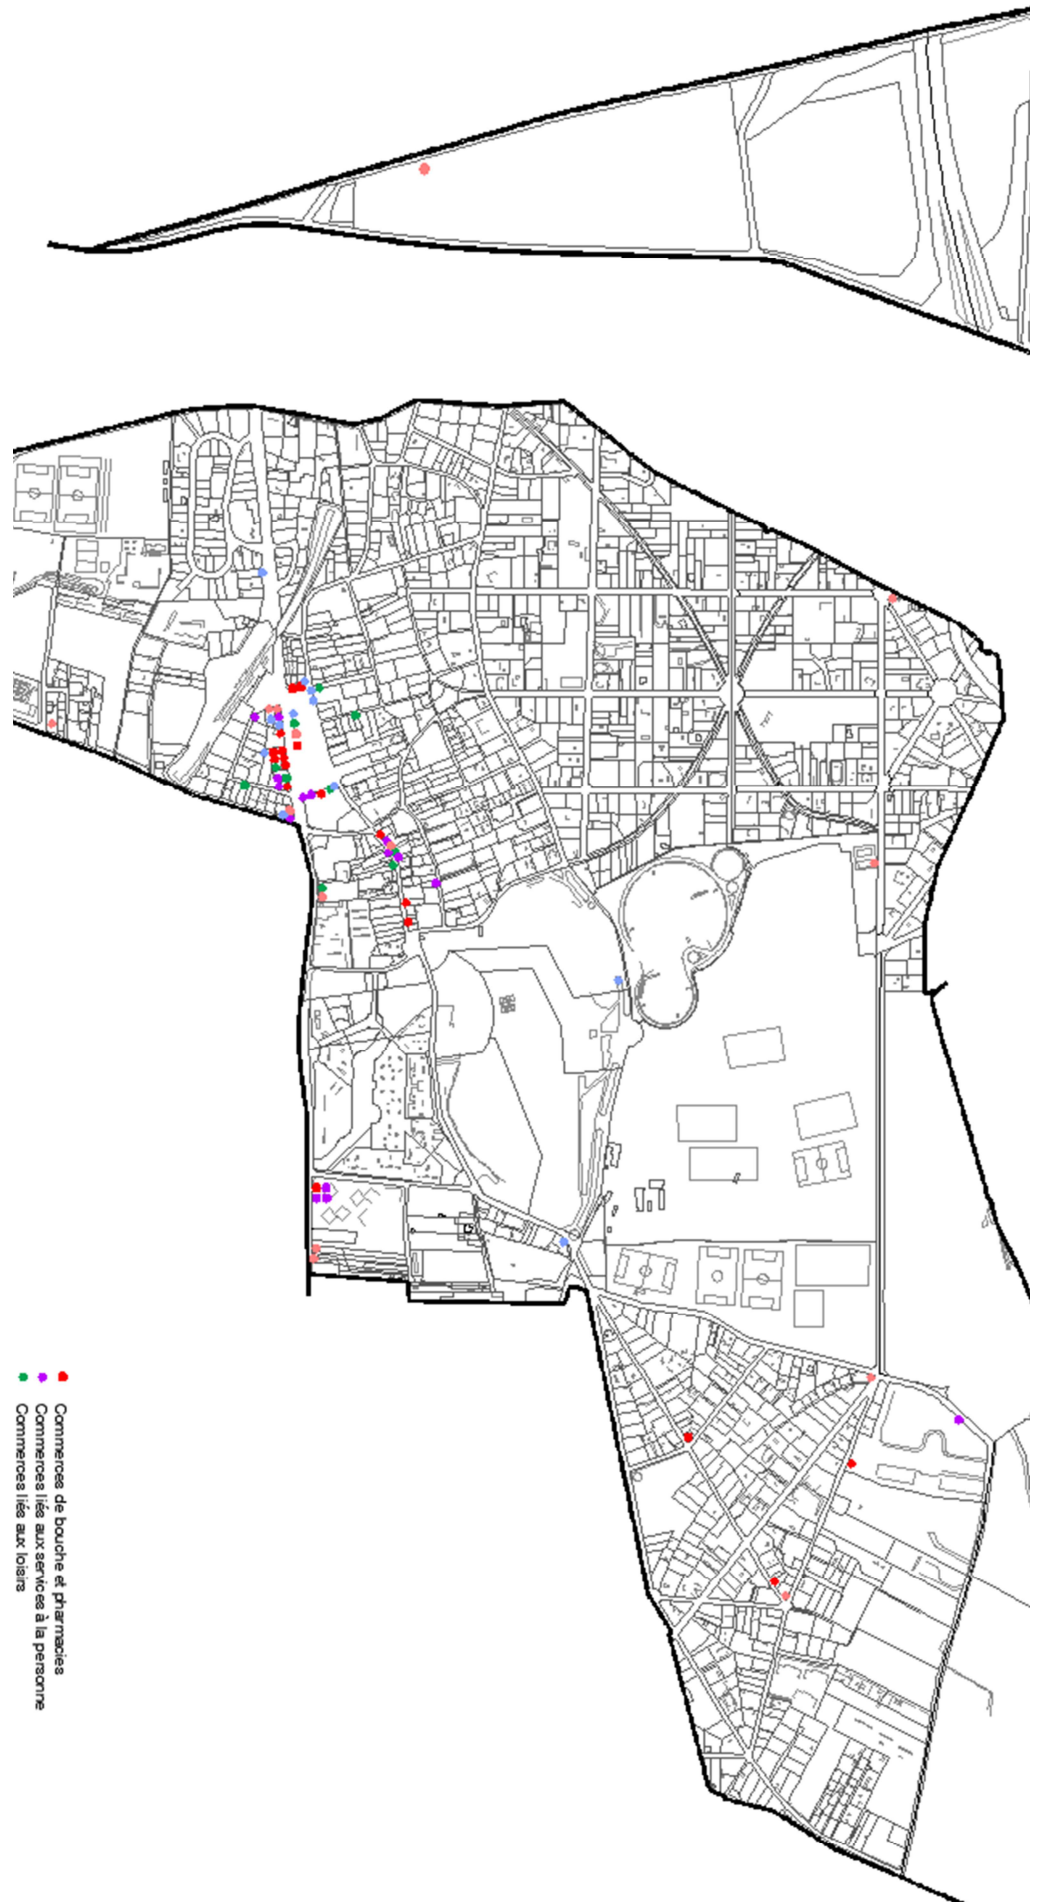 Commerces de bouche et pharmacies
Commerces liés aux services à la personne
Commerces liés aux loisirs